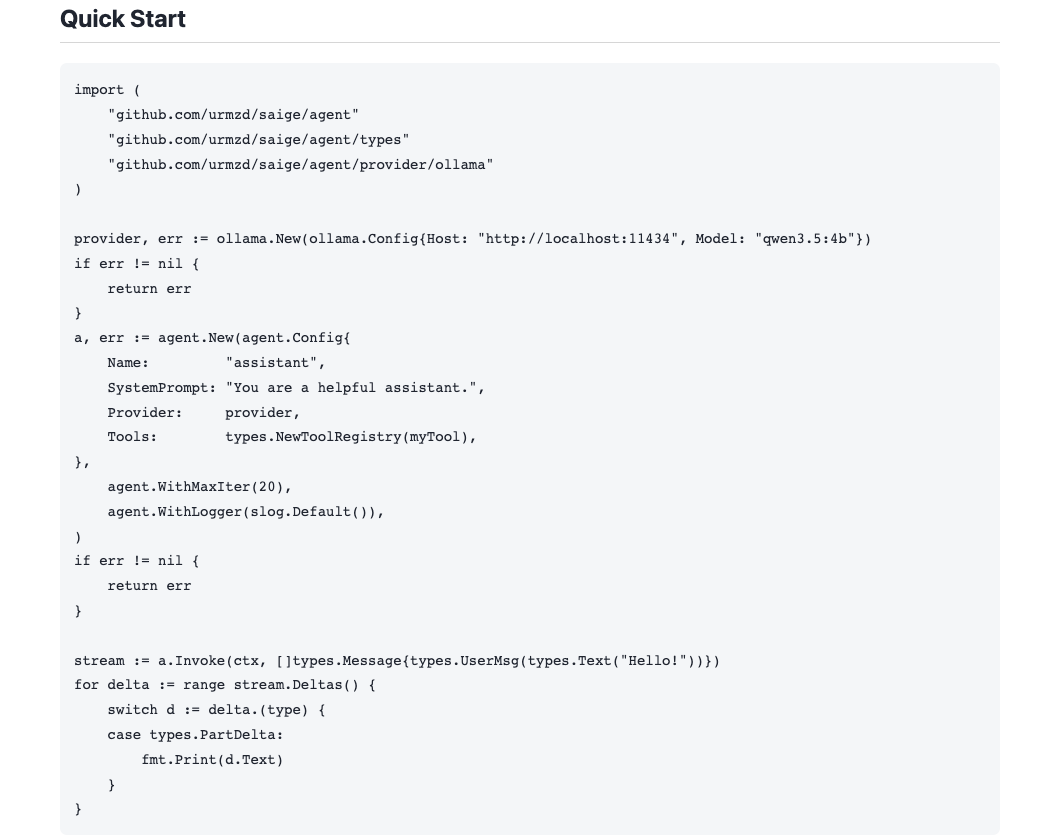 Quick Start
import (
    "github.com/urmzd/saige/agent"
    "github.com/urmzd/saige/agent/types"
    "github.com/urmzd/saige/agent/provider/ollama"
)

provider, err := ollama.New(ollama.Config{Host: "http://localhost:11434", Model: "qwen3.5:4b"})
if err != nil {
    return err
}
a, err := agent.New(agent.Config{
    Name:         "assistant",
    SystemPrompt: "You are a helpful assistant.",
    Provider:     provider,
    Tools:        types.NewToolRegistry(myTool),
},
    agent.WithMaxIter(20),
    agent.WithLogger(slog.Default()),
)
if err != nil {
    return err
}

stream := a.Invoke(ctx, []types.Message{types.UserMsg(types.Text("Hello!"))})
for delta := range stream.Deltas() {
    switch d := delta.(type) {
    case types.PartDelta:
        fmt.Print(d.Text)
    }
}